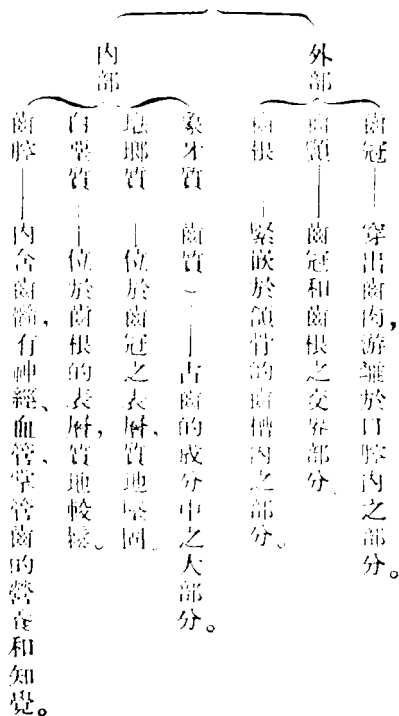 外部
齒冠——穿出齒肉,游離於口腔內之部分。
齒頸——齒冠和齒根之交界部分。
齒根——緊嵌於頜骨的齒槽內之部分。
內部
象牙質(齒質)——占齒的成分中之大部分。
琺瑯質——位於齒冠之表層,質地堅固。
白堊質——位於齒根的表層,質地較鬆。
齒腔——內含齒髓,有神經、血管,掌管齒的營養和知覺。